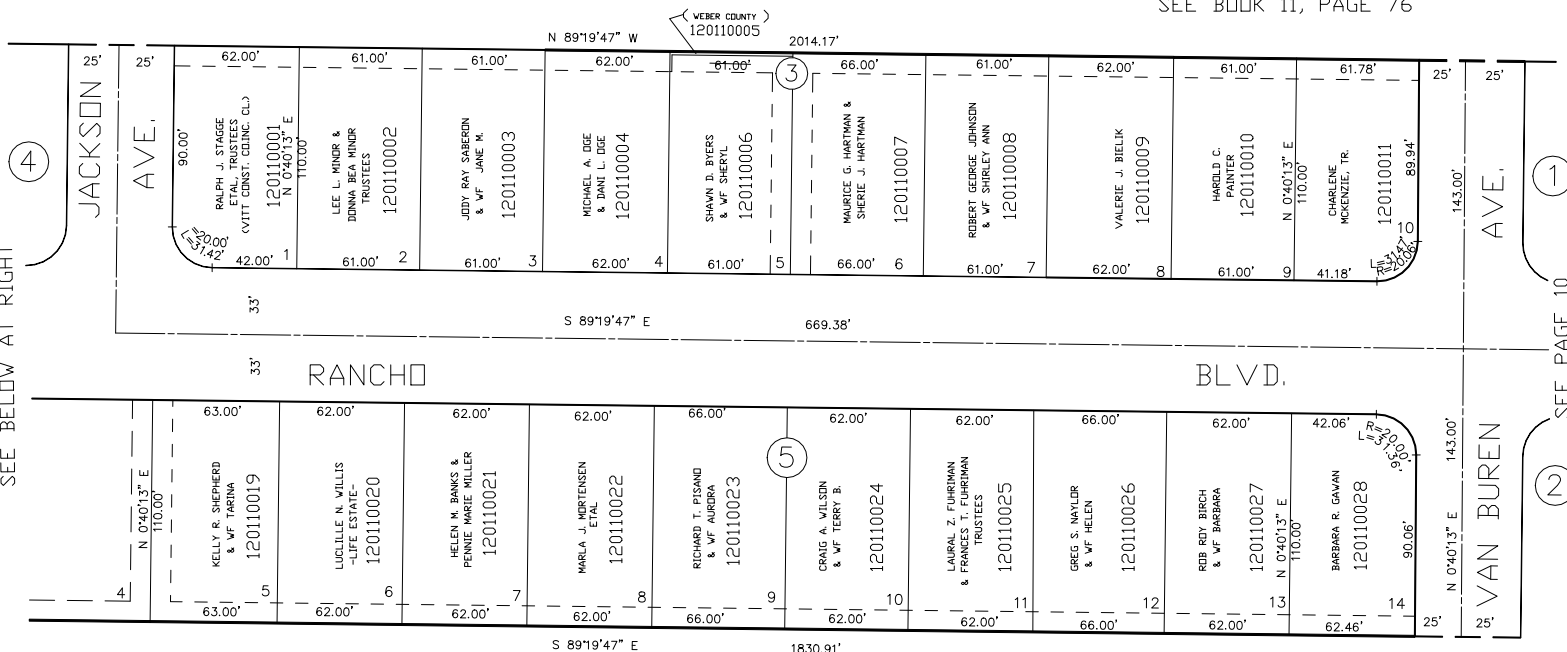 SEE BOOK 11, PAGE 76
( WEBER COUNTY )
120110005
N 89°19'47" W
2014.17'
25'
25'
62.00'
61.00'
61.00'
62.00'
61.00'
3
66.00'
61.00'
62.00'
61.00'
61.78'
25'
25'
4
JACKSON
AVE.
90.00'
RALPH J. STAGGE
ETAL, TRUSTEES
(VITT CONST. CO.INC. CL.)
120110001
N 0°40'13" E
110.00'
LEE L. MINOR &
DONNA BEA MINOR
TRUSTEES
120110002
JODY RAY SABERON
& WF JANE M.
120110003
MICHAEL A. OGE
& DANI L. OGE
120110004
SHAWN D. BYERS
& WF SHERYL
120110006
MAURICE G. HARTMAN &
SHERIE J. HARTMAN
120110007
ROBERT GEORGE JOHNSON
& WF SHIRLEY ANN
120110008
VALERIE J. BIELIK
120110009
HAROLD C.
PAINTER
120110010
N 0°40'13" E
110.00'
CHARLENE
MCKENZIE, TR.
120110011
89.94'
143.00'
AVE.
1
=20.00'
L=31.42'
42.00'
1
61.00'
2
61.00'
3
62.00'
4
61.00'
5
66.00'
6
61.00'
7
62.00'
8
61.00'
9
41.18'
10
L=31.47'
R=20.06'
SEE BELOW AT RIGHT
33'
S 89°19'47" E
669.38'
33'
RANCHO
BLVD.
SEE PAGE 10
63.00'
62.00'
62.00'
62.00'
66.00'
62.00'
62.00'
66.00'
62.00'
42.06'
R=20.00'
L=31.36'
5
N 0°40'13" E
110.00'
KELLY R. SHEPHERD
& WF TARINA
120110019
LUCLILLE N. WILLIS
-LIFE ESTATE-
120110020
HELEN M. BANKS &
PENNIE MARIE MILLER
120110021
MARLA J. MORTENSEN
ETAL
120110022
RICHARD T. PISANO
& WF AURORA
120110023
CRAIG A. WILSON
& WF TERRY B.
120110024
LAURAL Z. FUHRIMAN
& FRANCES T. FUHRIMAN
TRUSTEES
120110025
GREG S. NAYLOR
& WF HELEN
120110026
ROB ROY BIRCH
& WF BARBARA
120110027
N 0°40'13" E
110.00'
BARBARA R. GAWAN
120110028
90.06'
143.00'
N 0°40'13" E
VAN BUREN
2
4
5
6
7
8
9
10
11
12
13
14
63.00'
62.00'
62.00'
62.00'
66.00'
62.00'
62.00'
66.00'
62.00'
62.46'
25'
25'
S 89°19'47" E
1830.91'